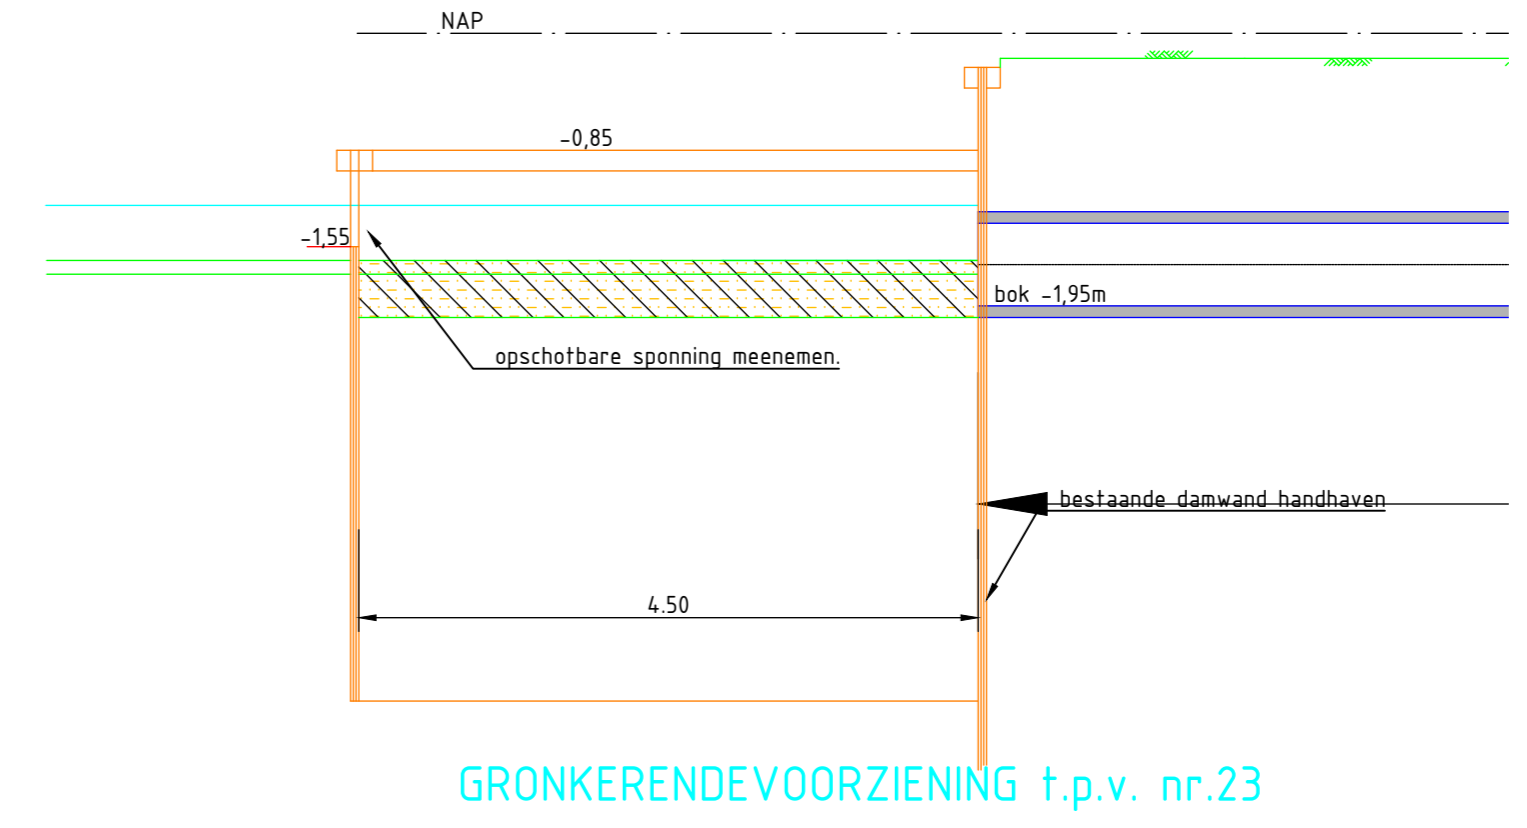 NAP
-0,85
-1,55
bok -1,95m
opschotbare sponning meenemen.
bestaande damwand handhaven
4.50
GRONKERENDEVOORZIENING t.p.v. nr.23